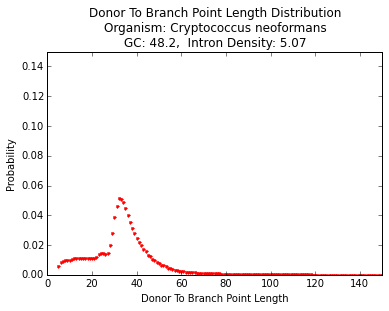 Donor To Branch Point Length Distribution
Organism: Cryptococcus neoformans
GC: 48.2,  Intron Density: 5.07
0.14
0.12
0.10
0.08
0.06
0.04
0.02
0.00
Probability
0 20 40 60 80 100 120 140
Donor To Branch Point Length